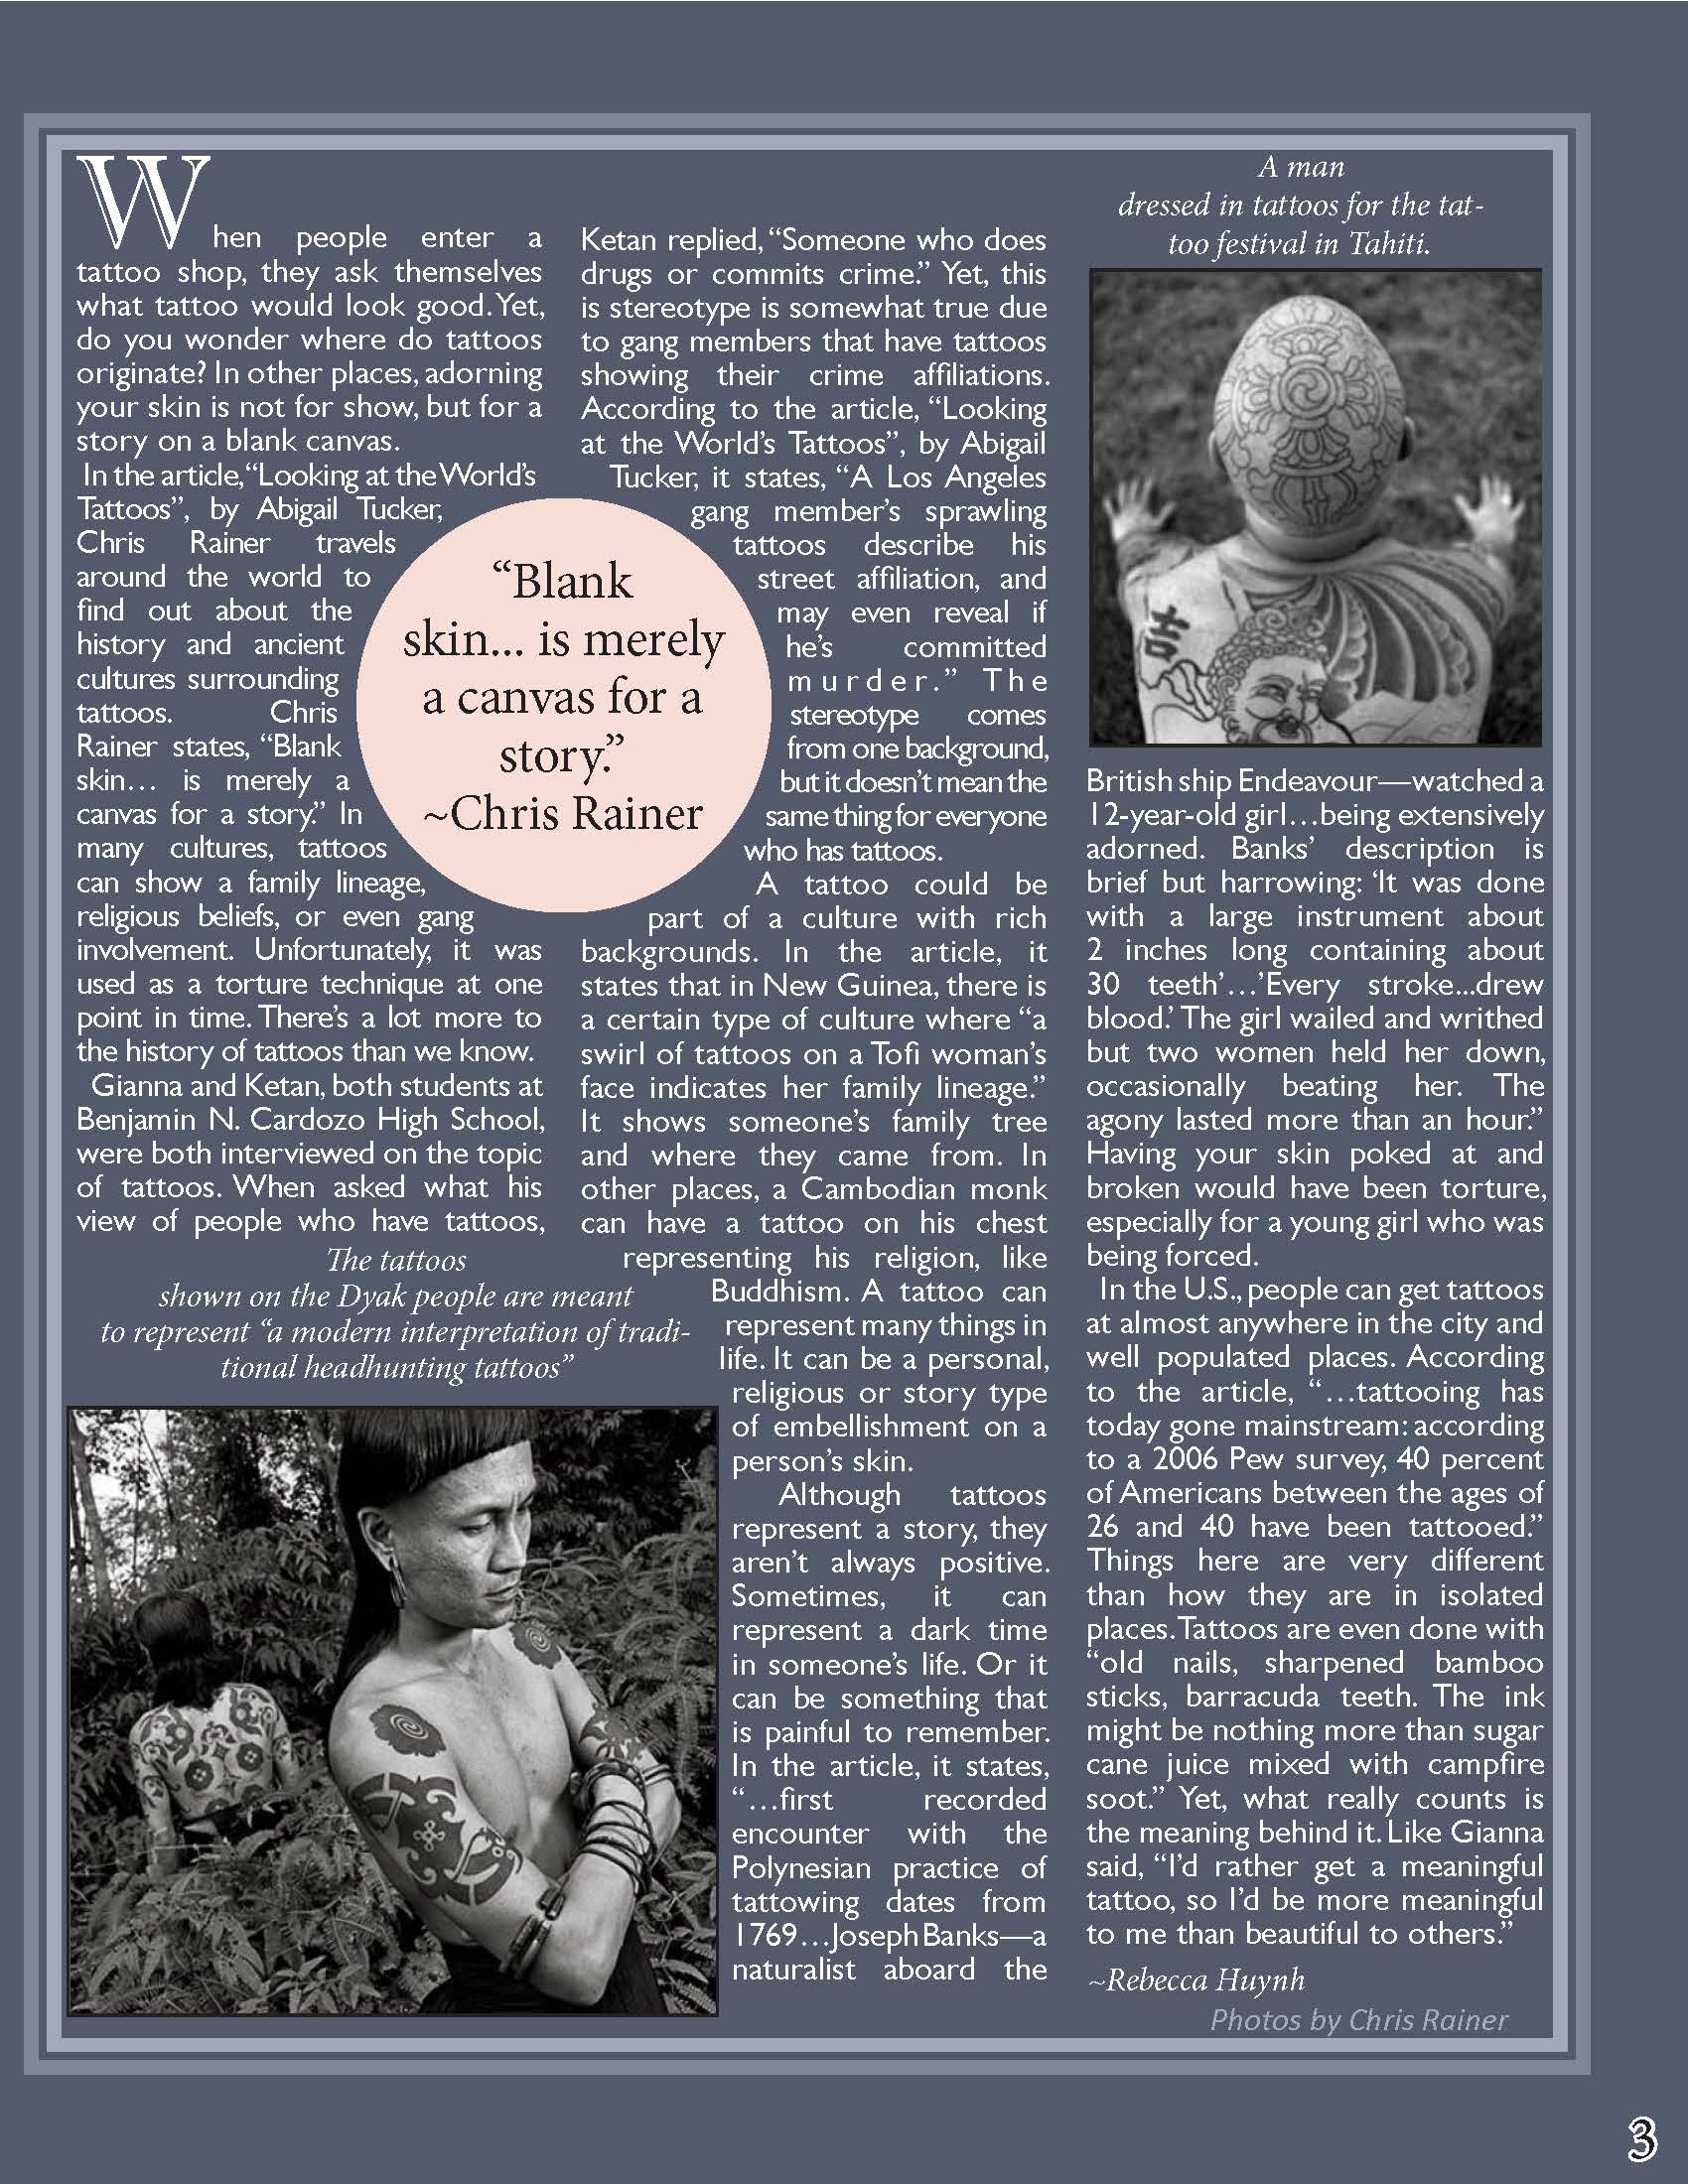 When people enter a
tattoo shop, they ask themselves
what tattoo would look good. Yet,
do you wonder where do tattoos
originate? In other places, adorning
your skin is not for show, but for a
story on a blank canvas.
In the article, “Looking at the World’s
Tattoos”, by Abigail Tucker,
Chris Rainer travels
around the world to
find out about the
history and ancient
cultures surrounding
tattoos. Chris
Rainer states, “Blank
skin… is merely a
canvas for a story.” In
many cultures, tattoos
can show a family lineage,
religious beliefs, or even gang
involvement. Unfortunately, it was
used as a torture technique at one
point in time. There’s a lot more to
the history of tattoos than we know.
Gianna and Ketan, both students at
Benjamin N. Cardozo High School,
were both interviewed on the topic
of tattoos. When asked what his
view of people who have tattoos,
“Blank
skin... is merely
a canvas for a
story.”
~Chris Rainer
The tattoos
shown on the Dyak people are meant
to represent “a modern interpretation of tradi-
tional headhunting tattoos”
Ketan replied, “Someone who does
drugs or commits crime.” Yet, this
is stereotype is somewhat true due
to gang members that have tattoos
showing their crime affiliations.
According to the article, “Looking
at the World’s Tattoos”, by Abigail
Tucker, it states, “A Los Angeles
gang member’s sprawling
tattoos describe his
street affiliation, and
may even reveal if
he’s committed
murder.” The
stereotype comes
from one background,
but it doesn’t mean the
same thing for everyone
who has tattoos.
A tattoo could be
part of a culture with rich
backgrounds. In the article, it
states that in New Guinea, there is
a certain type of culture where “a
swirl of tattoos on a Tofi woman’s
face indicates her family lineage.”
It shows someone’s family tree
and where they came from. In
other places, a Cambodian monk
can have a tattoo on his chest
representing his religion, like
Buddhism. A tattoo can
represent many things in
life. It can be a personal,
religious or story type
of embellishment on a
person’s skin.
Although tattoos
represent a story, they
aren’t always positive.
Sometimes, it can
represent a dark time
in someone’s life. Or it
can be something that
is painful to remember.
In the article, it states,
“…first recorded
encounter with the
Polynesian practice of
tattowing dates from
1769…Joseph Banks—a
naturalist aboard the
A man
dressed in tattoos for the tat-
too festival in Tahiti.
吉
British ship Endeavour—watched a
12-year-old girl…being extensively
adorned. Banks’ description is
brief but harrowing: ‘It was done
with a large instrument about
2 inches long containing about
30 teeth’…’Every stroke...drew
blood.’ The girl wailed and writhed
but two women held her down,
occasionally beating her. The
agony lasted more than an hour.”
Having your skin poked at and
broken would have been torture,
especially for a young girl who was
being forced.
In the U.S., people can get tattoos
at almost anywhere in the city and
well populated places. According
to the article, “…tattooing has
today gone mainstream: according
to a 2006 Pew survey, 40 percent
of Americans between the ages of
26 and 40 have been tattooed.”
Things here are very different
than how they are in isolated
places. Tattoos are even done with
“old nails, sharpened bamboo
sticks, barracuda teeth. The ink
might be nothing more than sugar
cane juice mixed with campfire
soot.” Yet, what really counts is
the meaning behind it. Like Gianna
said, “I’d rather get a meaningful
tattoo, so I’d be more meaningful
to me than beautiful to others.”
~Rebecca Huynh
Photos by Chris Rainer
3